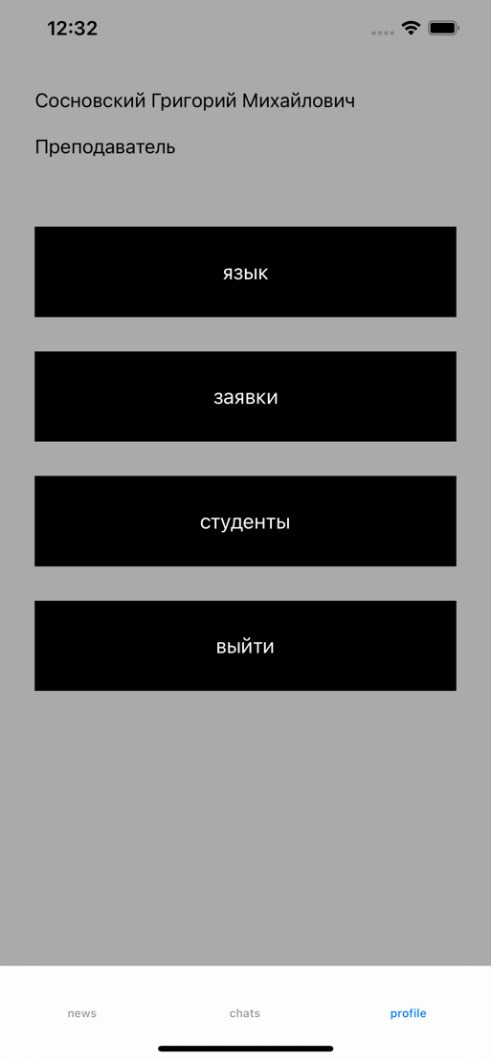 12:32
Сосновский Григорий Михайлович
Преподаватель
язык
заявки
студенты
выйти
news chats profile